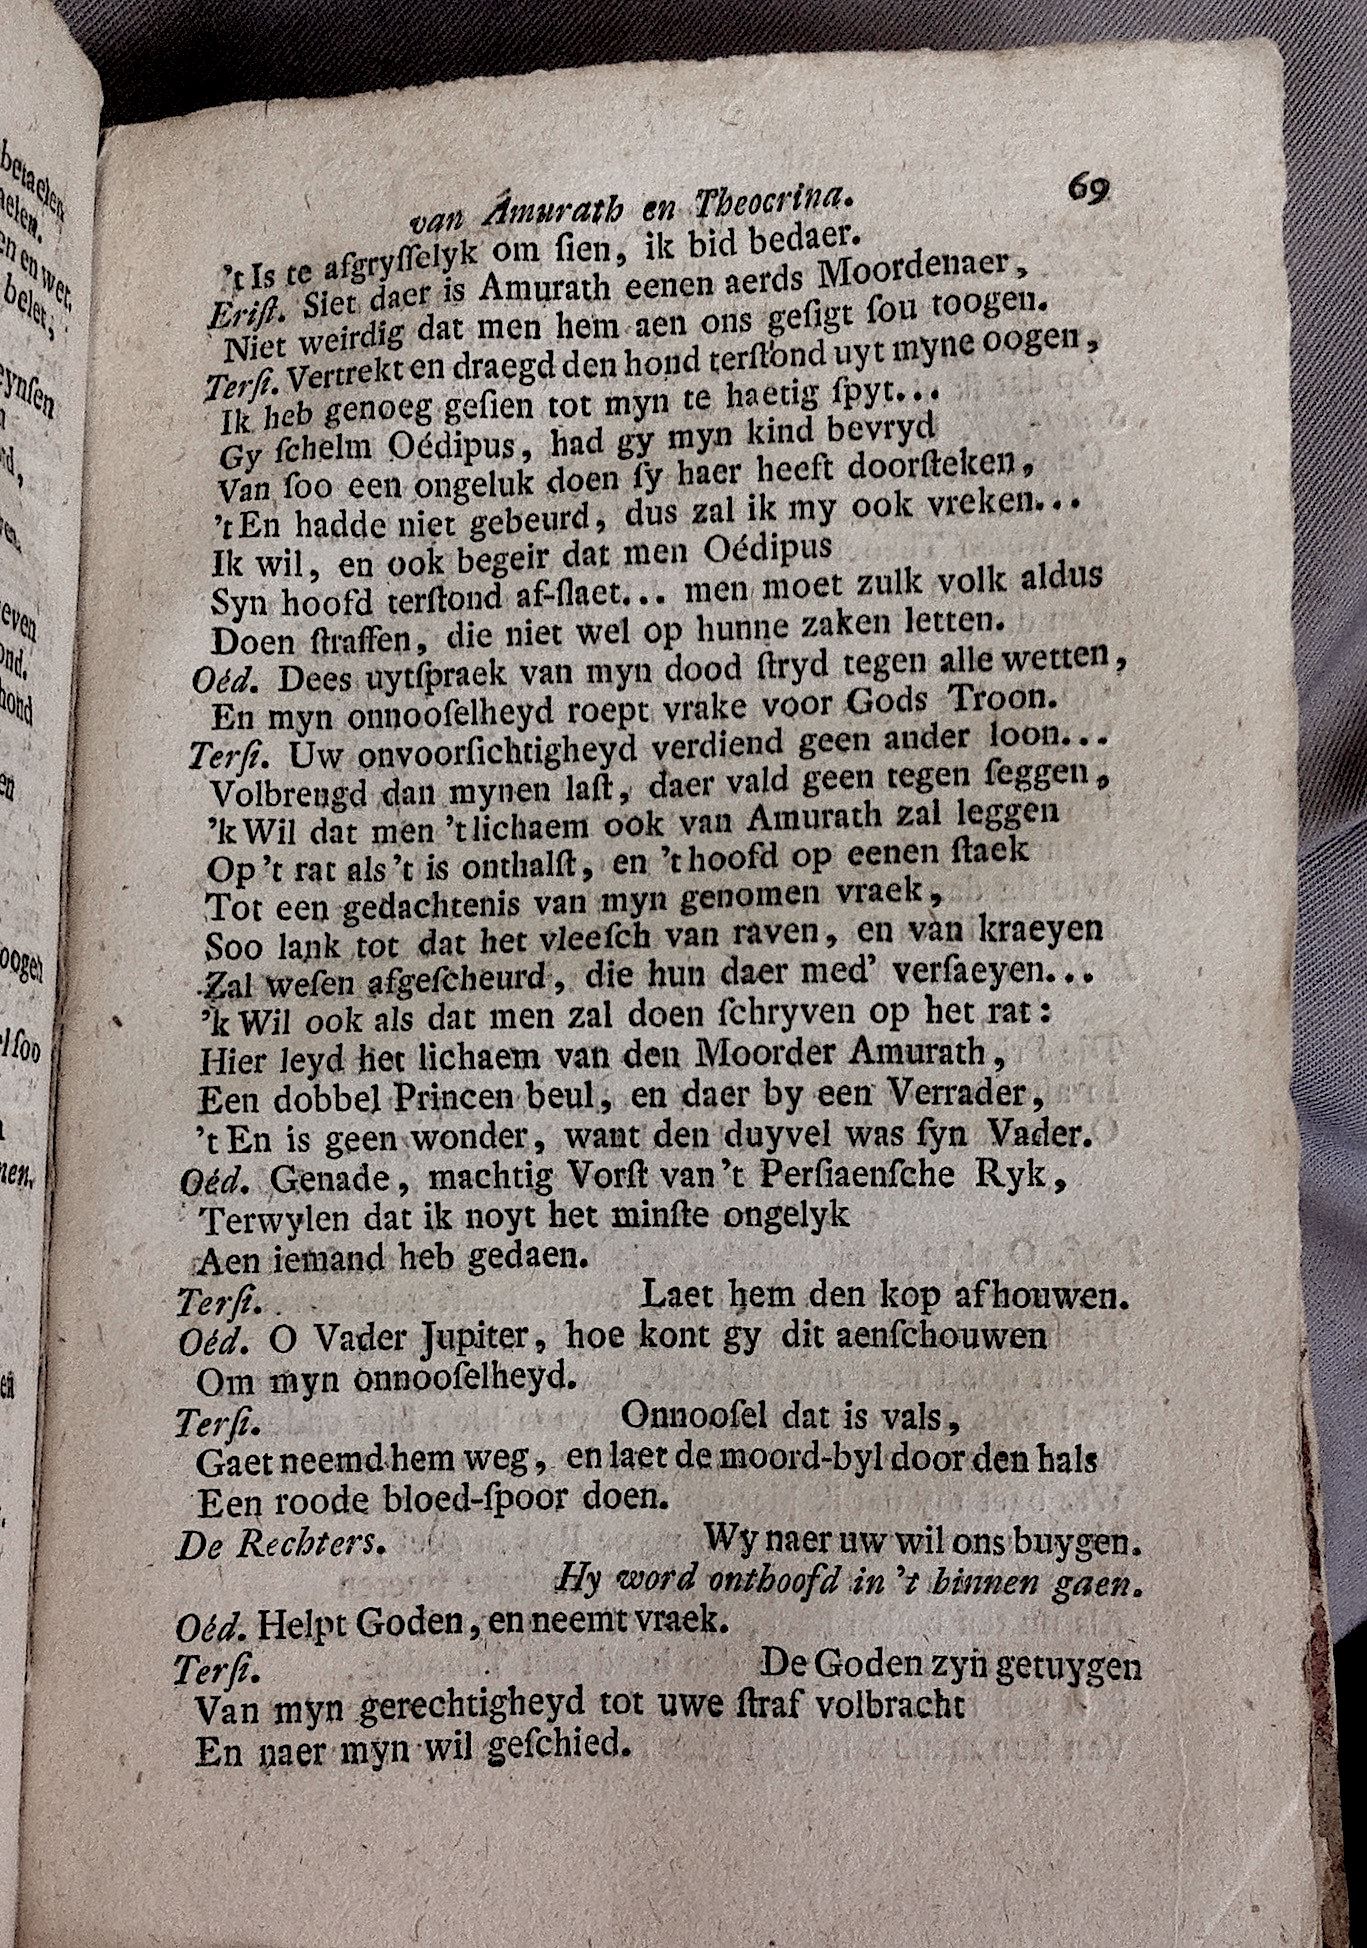 van Amurath en Theocrina. 69
't Is te afgryſſelyk om ſien, ik bid bedaer.
Eriſt. Siet daer is Amurath eenen aerds Moordenaer,
Niet weirdig dat men hem aen ons geſigt ſou toogen.
Terſi. Vertrekt en draegd den hond terſtond uyt myne oogen,
Ik heb genoeg geſien tot myn te haetig ſpyt...
Gy ſchelm Oédipus, had gy myn kind bevryd
Van ſoo een ongeluk doen ſy haer heeft doorſteken,
't En hadde niet gebeurd, dus zal ik my ook vreken...
Ik wil, en ook begeir dat men Oédipus
Syn hoofd terſtond af-ſlaet... men moet zulk volk aldus
Doen ſtraffen, die niet wel op hunne zaken letten.
Oéd. Dees uytſpraek van myn dood ſtryd tegen alle wetten,
En myn onnooſelheyd roept vrake voor Gods Troon.
Terſi. Uw onvoorſichtigheyd verdiend geen ander loon...
Volbrengd dan mynen laſt, daer vald geen tegen ſeggen,
'k Wil dat men 't lichaem ook van Amurath zal leggen
Op 't rat als 't is onthalſt, en 't hoofd op eenen ſtaek
Tot een gedachtenis van myn genomen vraek,
Soo lank tot dat het vleeſch van raven, en van kraeyen
Zal weſen afgeſcheurd, die hun daer med' verſaeyen...
'k Wil ook als dat men zal doen ſchryven op het rat:
Hier leyd het lichaem van den Moorder Amurath,
Een dobbel Princen beul, en daer by een Verrader,
't En is geen wonder, want den duyvel was ſyn Vader.
Oéd. Genade, machtig Vorſt van 't Perſiaenſche Ryk,
Terwylen dat ik noyt het minſte ongelyk
Aen iemand heb gedaen.
Terſi. Laet hem den kop afhouwen.
Oéd. O Vader Jupiter, hoe kont gy dit aenſchouwen
Om myn onnooſelheyd.
Terſi. Onnooſel dat is vals,
Gaet neemd hem weg, en laet de moord-byl door den hals
Een roode bloed-ſpoor doen.
De Rechters. Wy naer uw wil ons buygen.
Hy word onthoofd in 't binnen gaen.
Oéd. Helpt Goden, en neemt vraek.
Terſi. De Goden zyn getuygen
Van myn gerechtigheyd tot uwe ſtraf volbracht
En naer myn wil geſchied.
betaelen
en wer,
belet,
eynſen
even
ond.
hond
oogen
ſoo